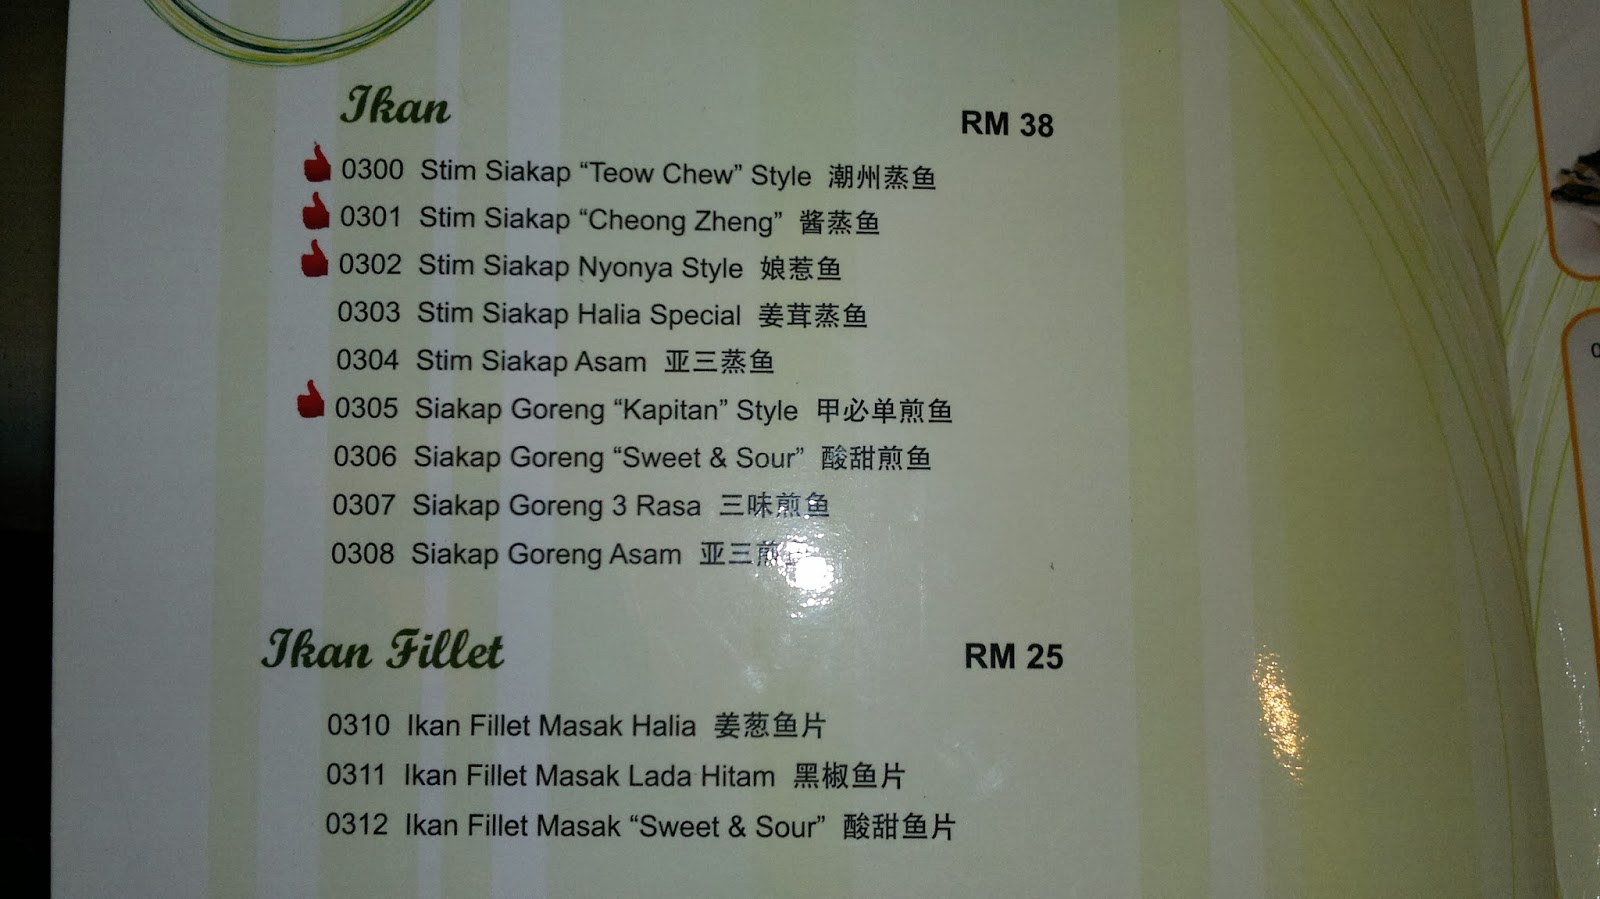 Ikan
RM 38
0300 Stim Siakap “Teow Chew” Style 潮州蒸鱼
0301 Stim Siakap “Cheong Zheng” 酱蒸鱼
0302 Stim Siakap Nyonya Style 娘惹鱼
0303 Stim Siakap Halia Special 姜茸蒸鱼
0304 Stim Siakap Asam 亚三蒸鱼
0305 Siakap Goreng “Kapitan” Style 甲必单煎鱼
0306 Siakap Goreng “Sweet & Sour” 酸甜煎鱼
0307 Siakap Goreng 3 Rasa 三味煎鱼
0308 Siakap Goreng Asam 亚三煎
Ikan Fillet
RM 25
0310 Ikan Fillet Masak Halia 姜葱鱼片
0311 Ikan Fillet Masak Lada Hitam 黑椒鱼片
0312 Ikan Fillet Masak “Sweet & Sour” 酸甜鱼片